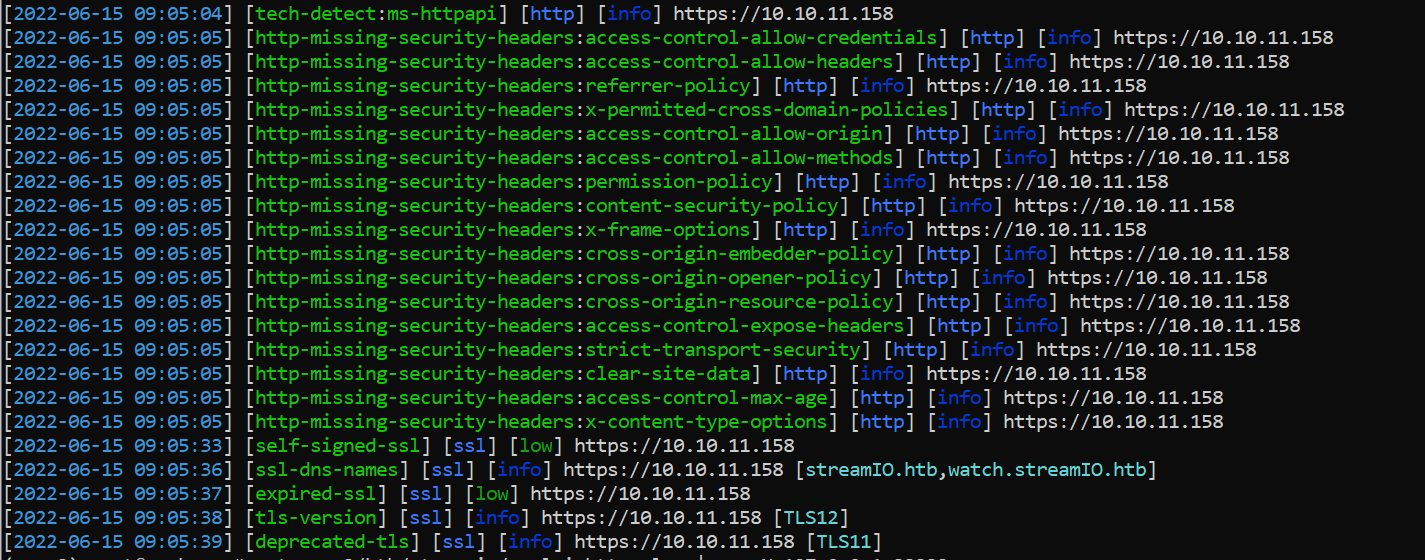 [2022-06-15 09:05:04] [tech-detect:ms-httpapi] [http] [info] https://10.10.11.158
[2022-06-15 09:05:05] [http-missing-security-headers:access-control-allow-credentials] [http] [info] https://10.10.11.158
[2022-06-15 09:05:05] [http-missing-security-headers:access-control-allow-headers] [http] [info] https://10.10.11.158
[2022-06-15 09:05:05] [http-missing-security-headers:referrer-policy] [http] [info] https://10.10.11.158
[2022-06-15 09:05:05] [http-missing-security-headers:x-permitted-cross-domain-policies] [http] [info] https://10.10.11.158
[2022-06-15 09:05:05] [http-missing-security-headers:access-control-allow-origin] [http] [info] https://10.10.11.158
[2022-06-15 09:05:05] [http-missing-security-headers:access-control-allow-methods] [http] [info] https://10.10.11.158
[2022-06-15 09:05:05] [http-missing-security-headers:permission-policy] [http] [info] https://10.10.11.158
[2022-06-15 09:05:05] [http-missing-security-headers:content-security-policy] [http] [info] https://10.10.11.158
[2022-06-15 09:05:05] [http-missing-security-headers:x-frame-options] [http] [info] https://10.10.11.158
[2022-06-15 09:05:05] [http-missing-security-headers:cross-origin-embedder-policy] [http] [info] https://10.10.11.158
[2022-06-15 09:05:05] [http-missing-security-headers:cross-origin-opener-policy] [http] [info] https://10.10.11.158
[2022-06-15 09:05:05] [http-missing-security-headers:cross-origin-resource-policy] [http] [info] https://10.10.11.158
[2022-06-15 09:05:05] [http-missing-security-headers:access-control-expose-headers] [http] [info] https://10.10.11.158
[2022-06-15 09:05:05] [http-missing-security-headers:strict-transport-security] [http] [info] https://10.10.11.158
[2022-06-15 09:05:05] [http-missing-security-headers:clear-site-data] [http] [info] https://10.10.11.158
[2022-06-15 09:05:05] [http-missing-security-headers:access-control-max-age] [http] [info] https://10.10.11.158
[2022-06-15 09:05:05] [http-missing-security-headers:x-content-type-options] [http] [info] https://10.10.11.158
[2022-06-15 09:05:33] [self-signed-ssl] [ssl] [low] https://10.10.11.158
[2022-06-15 09:05:36] [ssl-dns-names] [ssl] [info] https://10.10.11.158 [streamIO.htb,watch.streamIO.htb]
[2022-06-15 09:05:37] [expired-ssl] [ssl] [low] https://10.10.11.158
[2022-06-15 09:05:38] [tls-version] [ssl] [info] https://10.10.11.158 [TLS12]
[2022-06-15 09:05:39] [deprecated-tls] [ssl] [info] https://10.10.11.158 [TLS11]